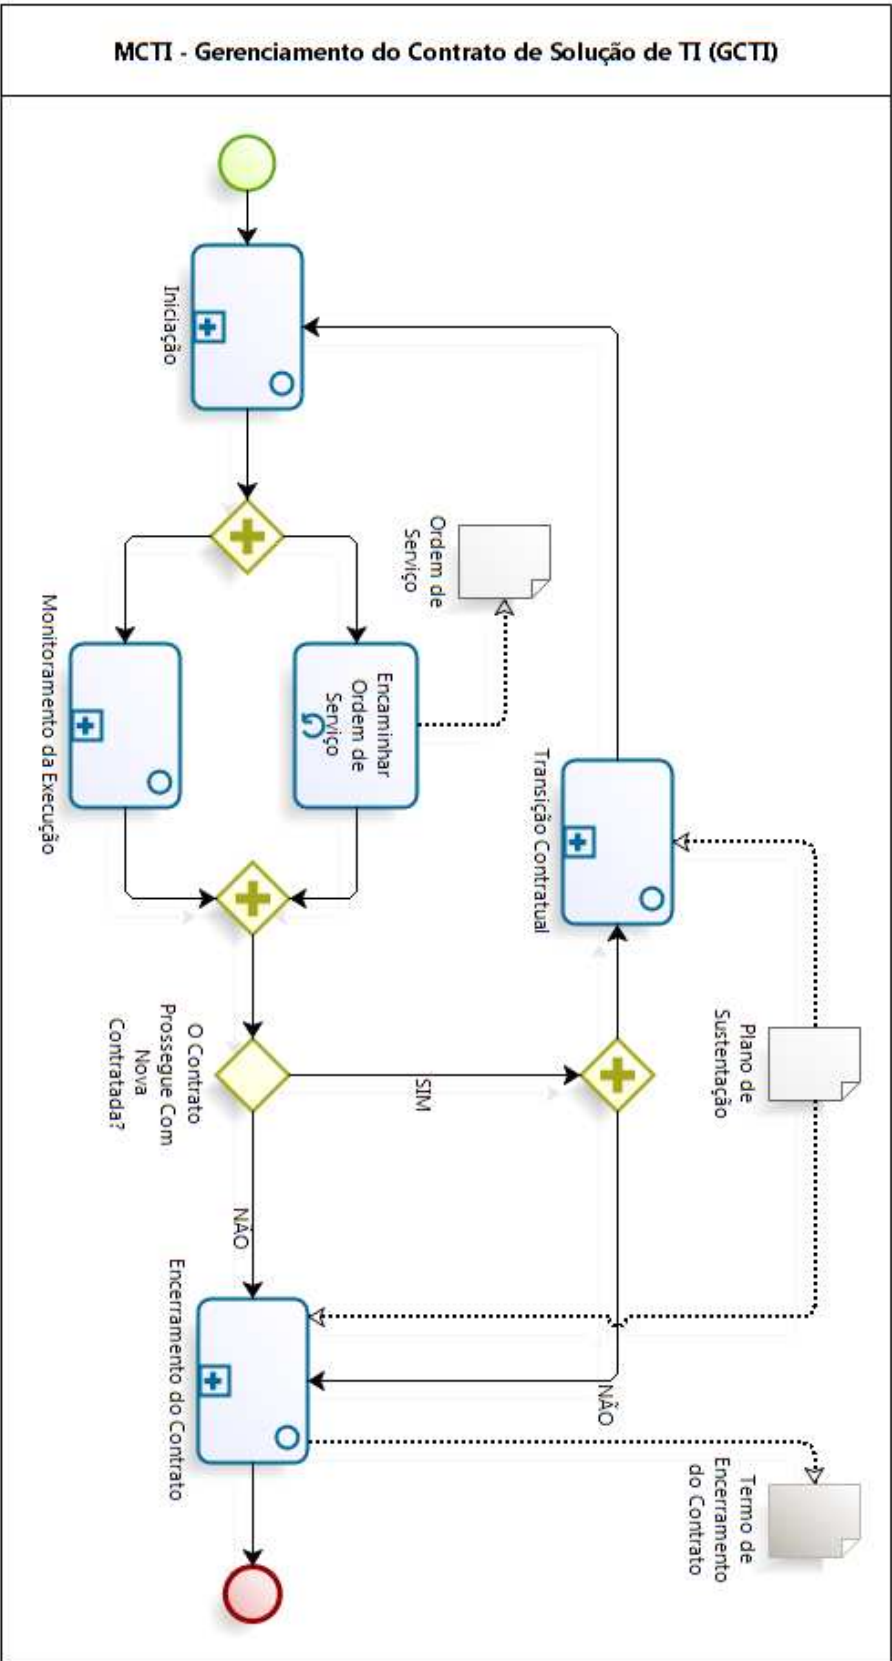 MCTI - Gerenciamento do Contrato de Solução de TI (GCTI)
Iniciação
Ordem de
Serviço
Encaminhar
Ordem de
Serviço
Monitoramento da Execução
Transição Contratual
Plano de
Sustentação
O Contrato
Prossegue Com
Nova
Contratada?
SIM
NÃO
NÃO
Encerramento do Contrato
Termo de
Encerramento
do Contrato